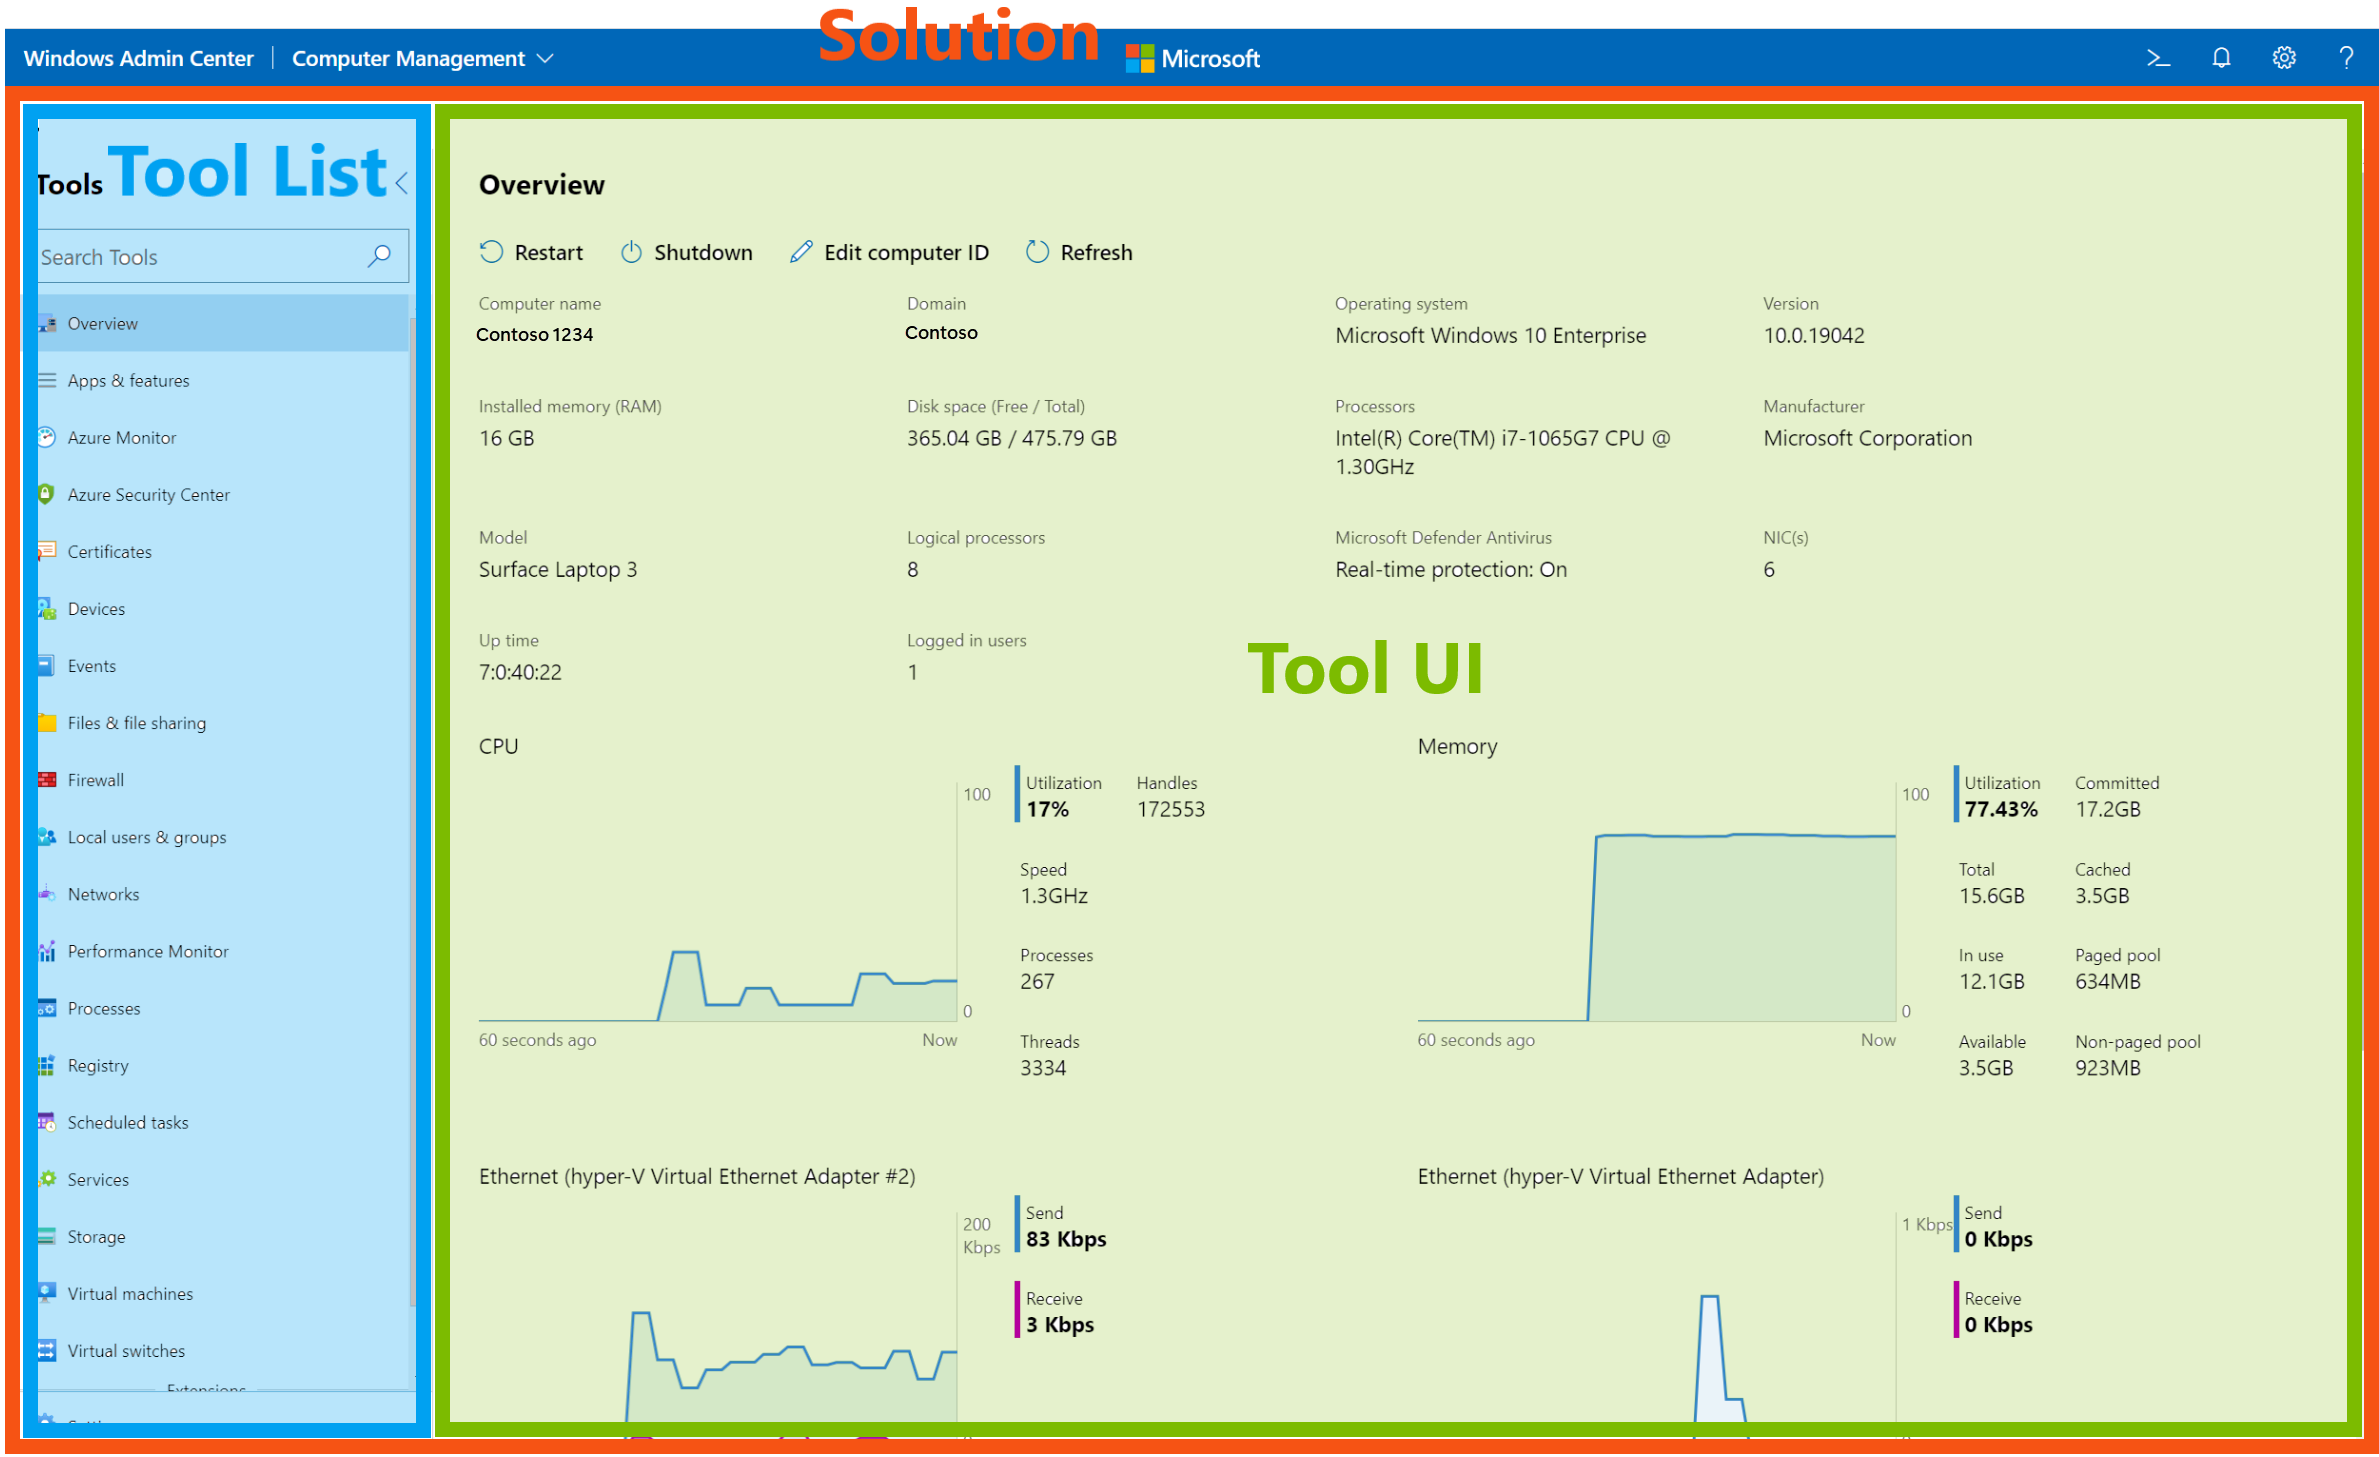 Solution
Windows Admin Center | Computer Management
Microsoft
Tools
Tool List
Search Tools
Overview
Apps & features
Azure Monitor
Azure Security Center
Certificates
Devices
Events
Files & file sharing
Firewall
Local users & groups
Networks
Performance Monitor
Processes
Registry
Scheduled tasks
Services
Storage
Virtual machines
Virtual switches
Extensions
Overview
Restart Shutdown Edit computer ID Refresh
Computer name Domain Operating system Version
Contoso 1234 Contoso Microsoft Windows 10 Enterprise 10.0.19042
Installed memory (RAM) Disk space (Free / Total) Processors Manufacturer
16 GB 365.04 GB / 475.79 GB Intel(R) Core(TM) i7-1065G7 CPU @ Microsoft Corporation
1.30GHz
Model Logical processors Microsoft Defender Antivirus NIC(s)
Surface Laptop 3 8 Real-time protection: On 6
Up time Logged in users
7:0:40:22 1
Tool UI
CPU
100
0
60 seconds ago Now
Utilization Handles
17% 172553
Speed
1.3GHz
Processes
267
Threads
3334
Memory
100
0
60 seconds ago Now
Utilization Committed
77.43% 17.2GB
Total Cached
15.6GB 3.5GB
In use Paged pool
12.1GB 634MB
Available Non-paged pool
3.5GB 923MB
Ethernet (hyper-V Virtual Ethernet Adapter #2)
200
Kbps
Send
83 Kbps
Receive
3 Kbps
Ethernet (hyper-V Virtual Ethernet Adapter)
1 Kbps
Send
0 Kbps
Receive
0 Kbps